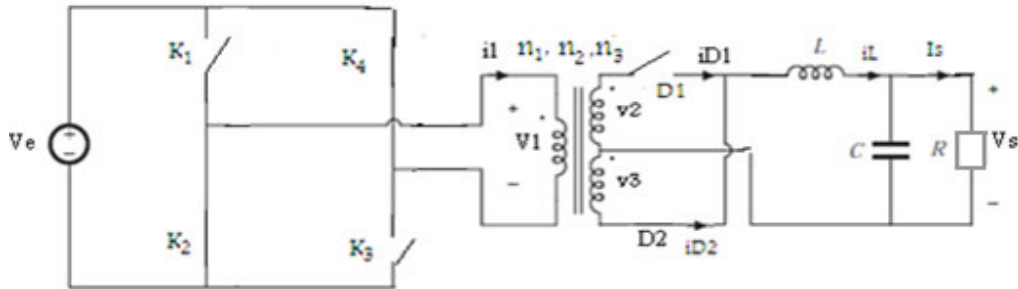 Ve
K1
K4
K2
K3
i1
n1, n2, n3
V1
+
−
v2
v3
D1
iD1
D2
iD2
L
iL
Is
C
R
+
Vs
−